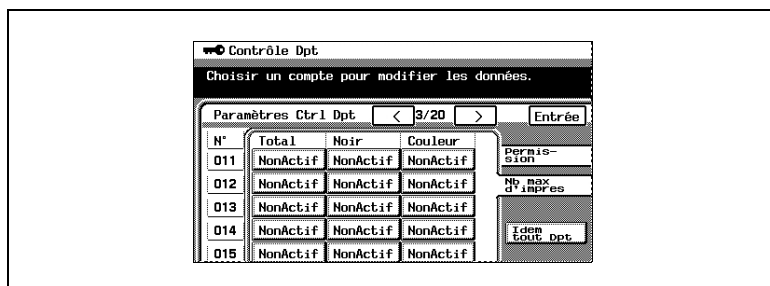 Contrôle Dpt
Choisir un compte pour modifier les données.
Paramètres Ctrl Dpt < 3/20 > Entrée
N° Total Noir Couleur
Permis-
sion
011 NonActif NonActif NonActif
Nb max
d'impres
012 NonActif NonActif NonActif
013 NonActif NonActif NonActif
014 NonActif NonActif NonActif
Idem
tout Dpt
015 NonActif NonActif NonActif